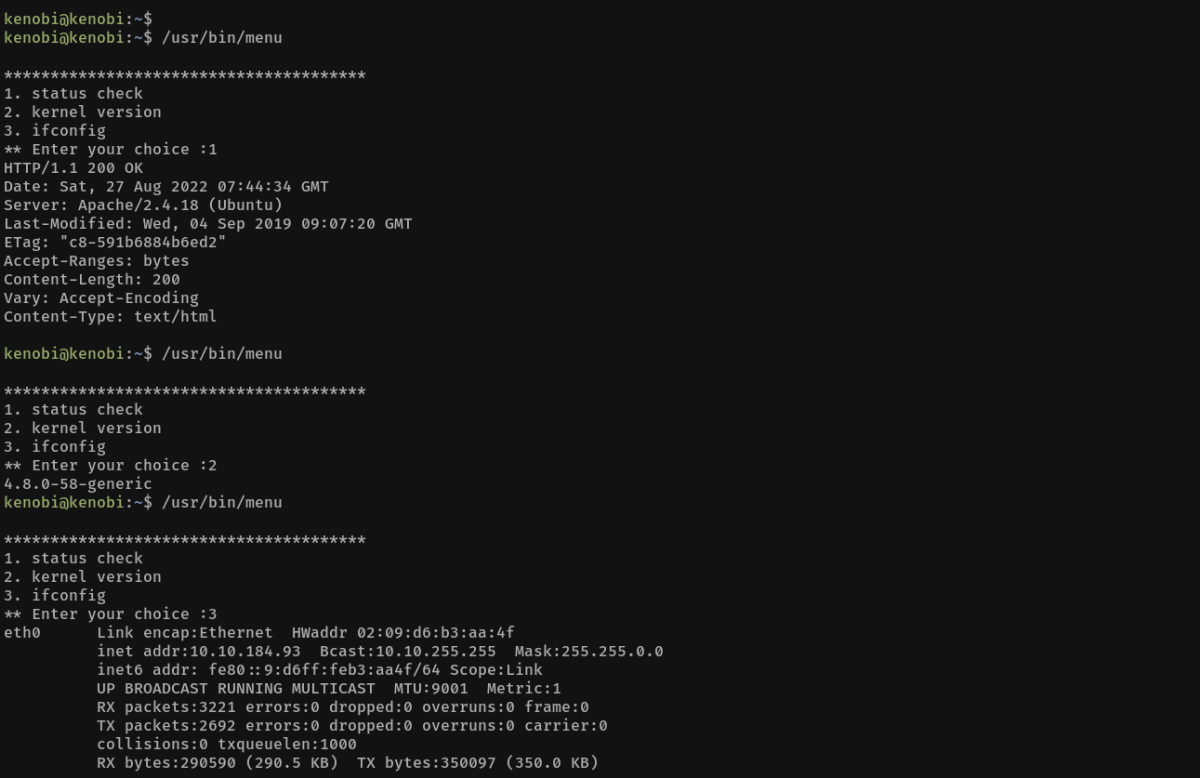 kenobi@kenobi:~$
kenobi@kenobi:~$ /usr/bin/menu
***************************************
1. status check
2. kernel version
3. ifconfig
** Enter your choice :1
HTTP/1.1 200 OK
Date: Sat, 27 Aug 2022 07:44:34 GMT
Server: Apache/2.4.18 (Ubuntu)
Last-Modified: Wed, 04 Sep 2019 09:07:20 GMT
ETag: "c8-591b6884b6ed2"
Accept-Ranges: bytes
Content-Length: 200
Vary: Accept-Encoding
Content-Type: text/html
kenobi@kenobi:~$ /usr/bin/menu
***************************************
1. status check
2. kernel version
3. ifconfig
** Enter your choice :2
4.8.0-58-generic
kenobi@kenobi:~$ /usr/bin/menu
***************************************
1. status check
2. kernel version
3. ifconfig
** Enter your choice :3
eth0      Link encap:Ethernet  HWaddr 02:09:d6:b3:aa:4f
          inet addr:10.10.184.93  Bcast:10.10.255.255  Mask:255.255.0.0
          inet6 addr: fe80::9:d6ff:feb3:aa4f/64 Scope:Link
          UP BROADCAST RUNNING MULTICAST  MTU:9001  Metric:1
          RX packets:3221 errors:0 dropped:0 overruns:0 frame:0
          TX packets:2692 errors:0 dropped:0 overruns:0 carrier:0
          collisions:0 txqueuelen:1000
          RX bytes:290590 (290.5 KB)  TX bytes:350097 (350.0 KB)